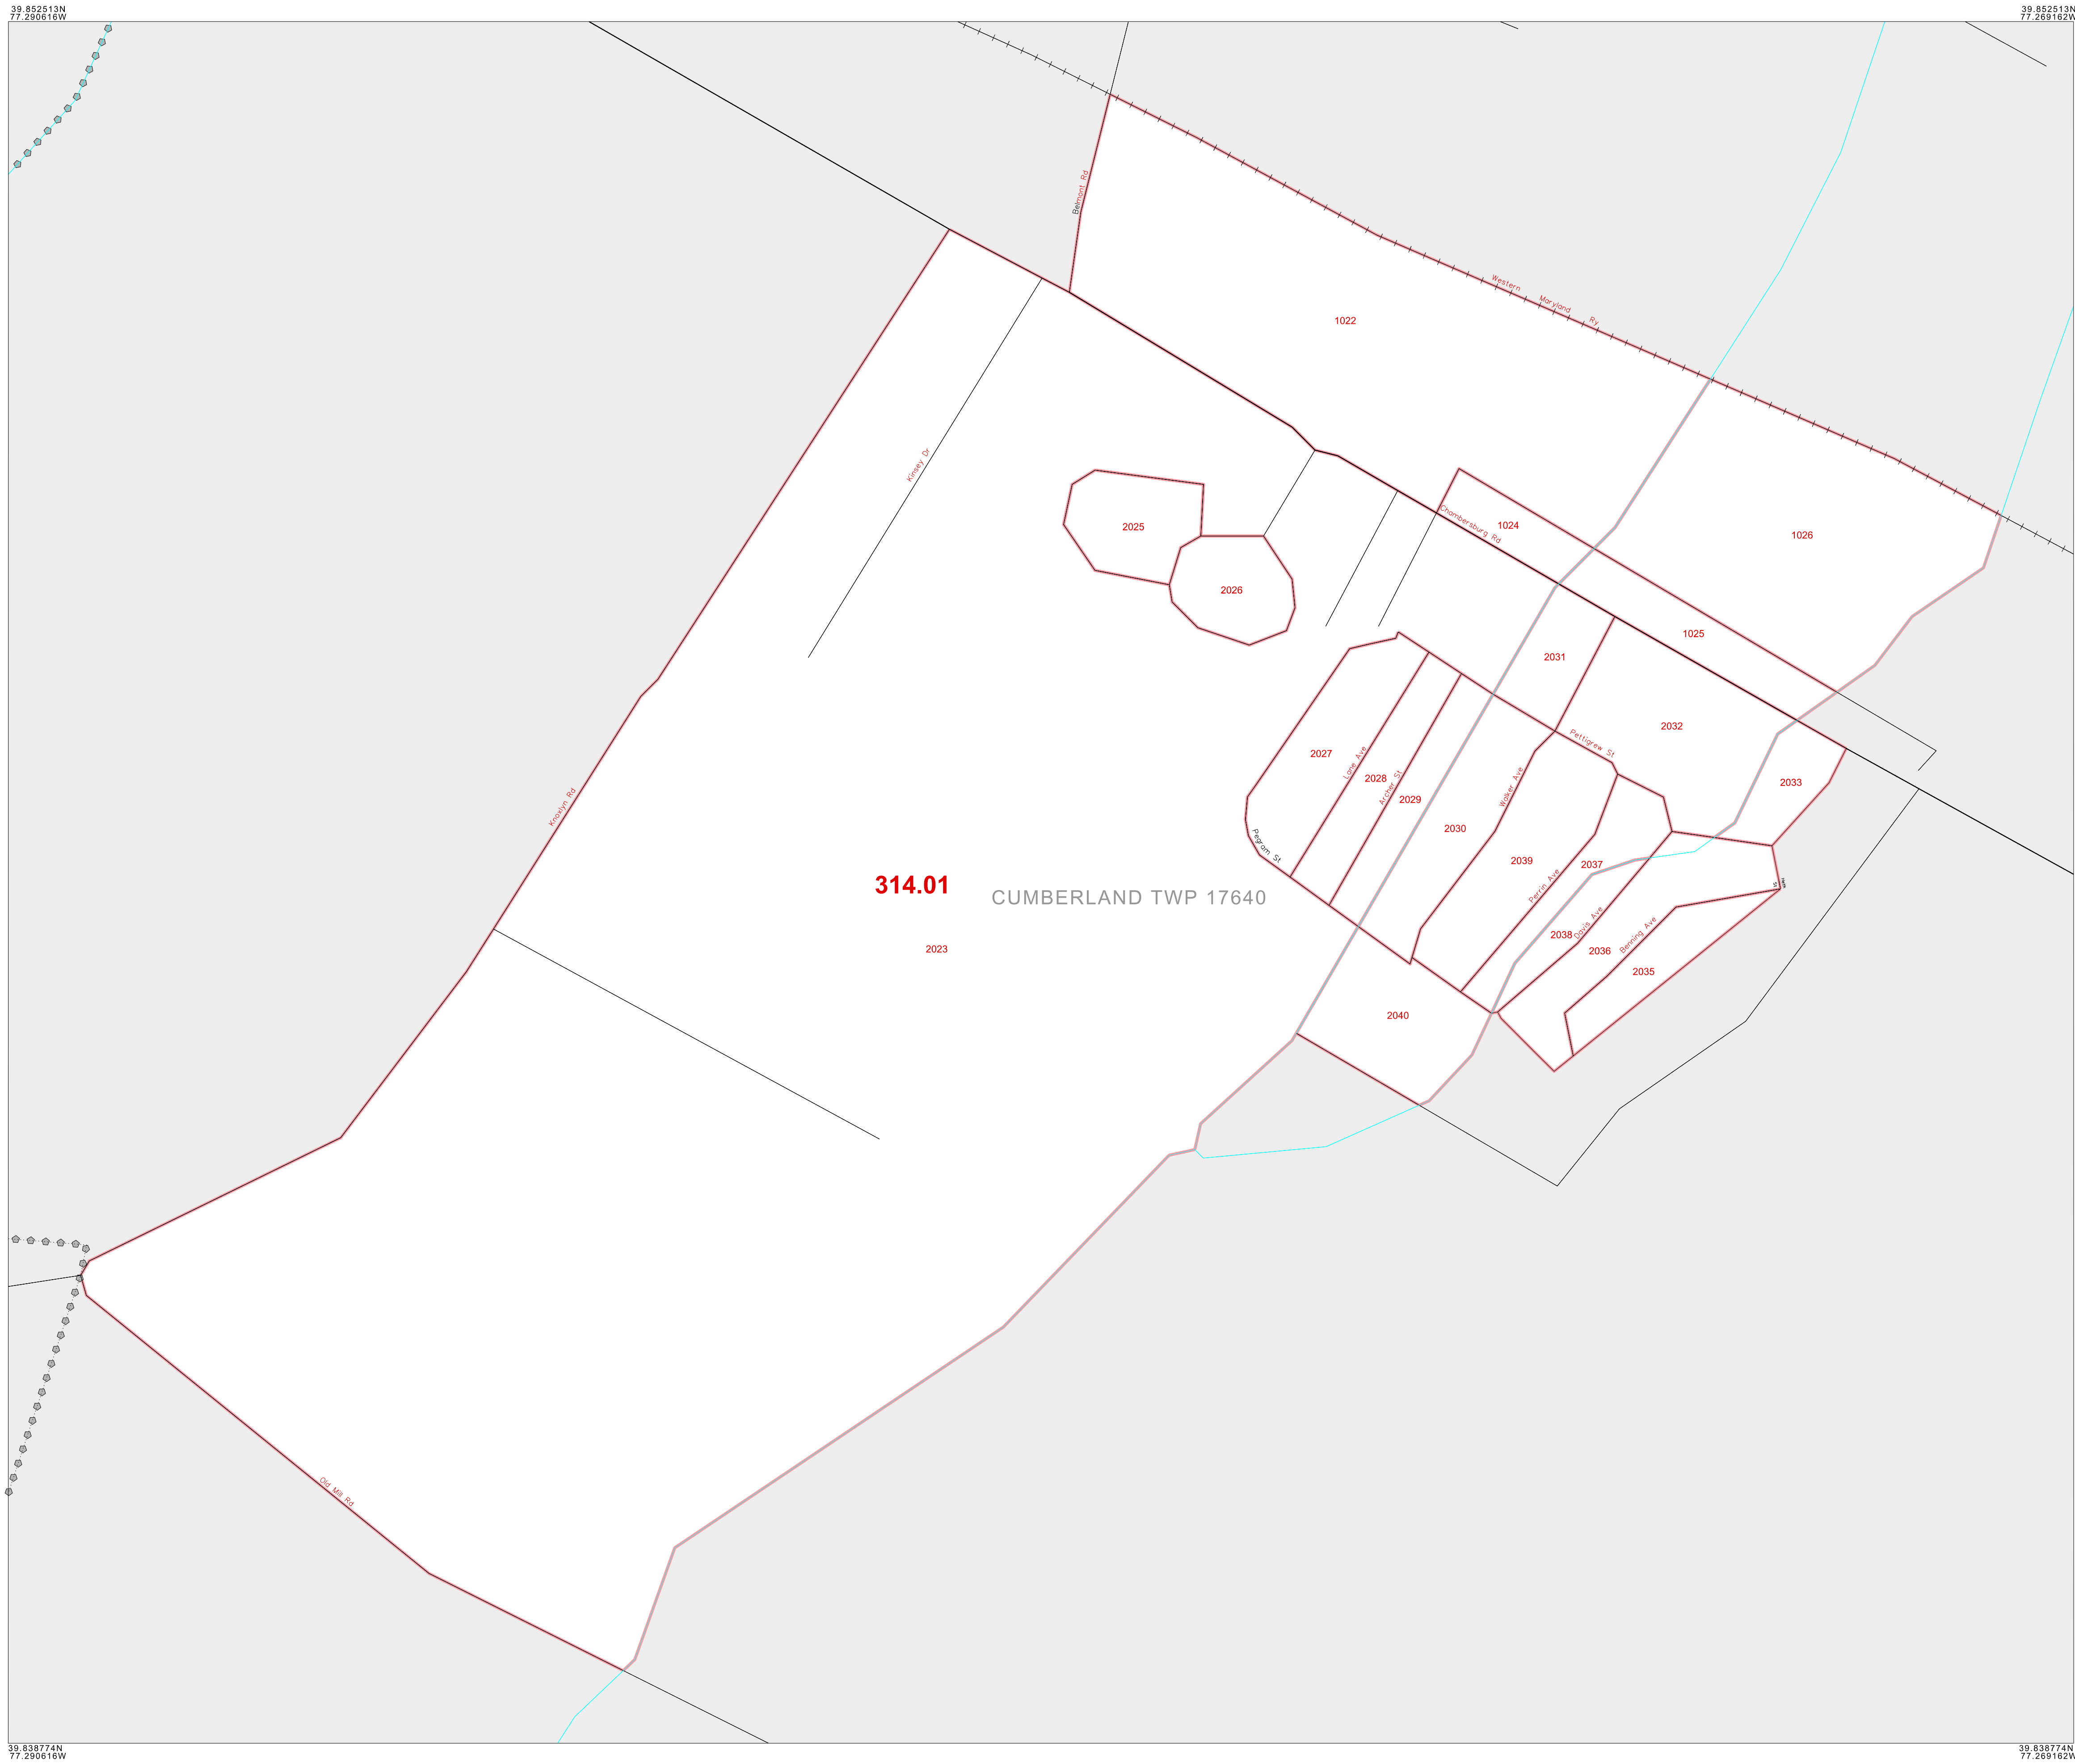 39.852513N
77.290616W
39.852513N
77.269162W
Belmont Rd
Western Maryland Ry
1022
Kinsey Dr
2025
Chambersburg Rd
1024
1026
2026
1025
2031
2032
Pettigrew St
2027
Lane Ave
2028
Archer St
2029
Walker Ave
2033
Knoxlyn Rd
2030
Pegram St
2039
2037
314.01
CUMBERLAND TWP 17640
Perrin Ave
2038
Davis Ave
Benning Ave
2023
2036
2035
2040
Old Mill Rd
39.838774N
77.290616W
39.838774N
77.269162W